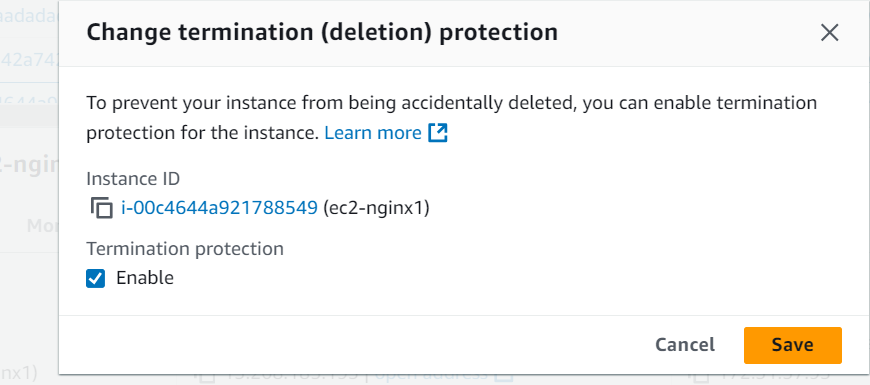 Change termination (deletion) protection
To prevent your instance from being accidentally deleted, you can enable termination
protection for the instance. Learn more
Instance ID
i-00c4644a921788549 (ec2-nginx1)
Termination protection
Enable
Cancel Save